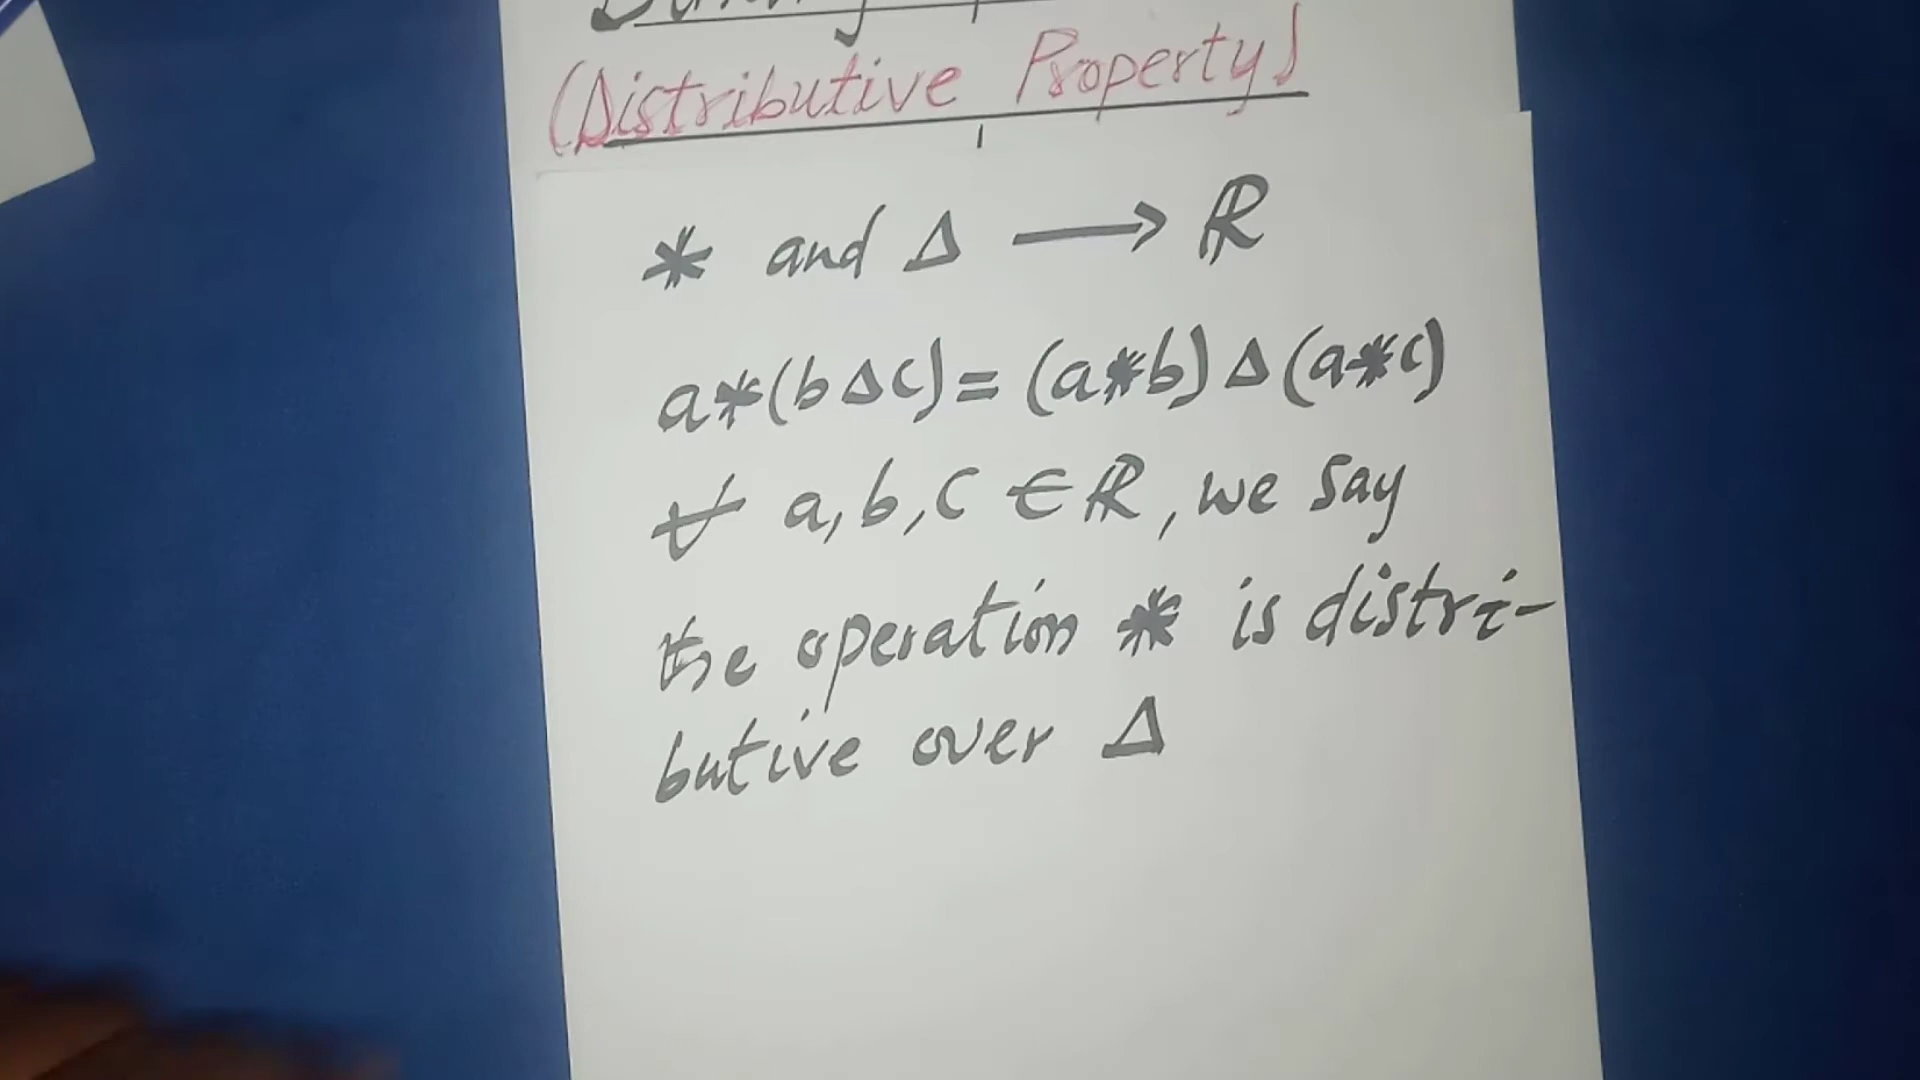 (Distributive Property)
* and Δ ⟶ ℝ
a*(bΔc)=(a*b)Δ(a*c)
∀ a,b,c ∈ ℝ, we say
the operation * is distri-
butive over Δ